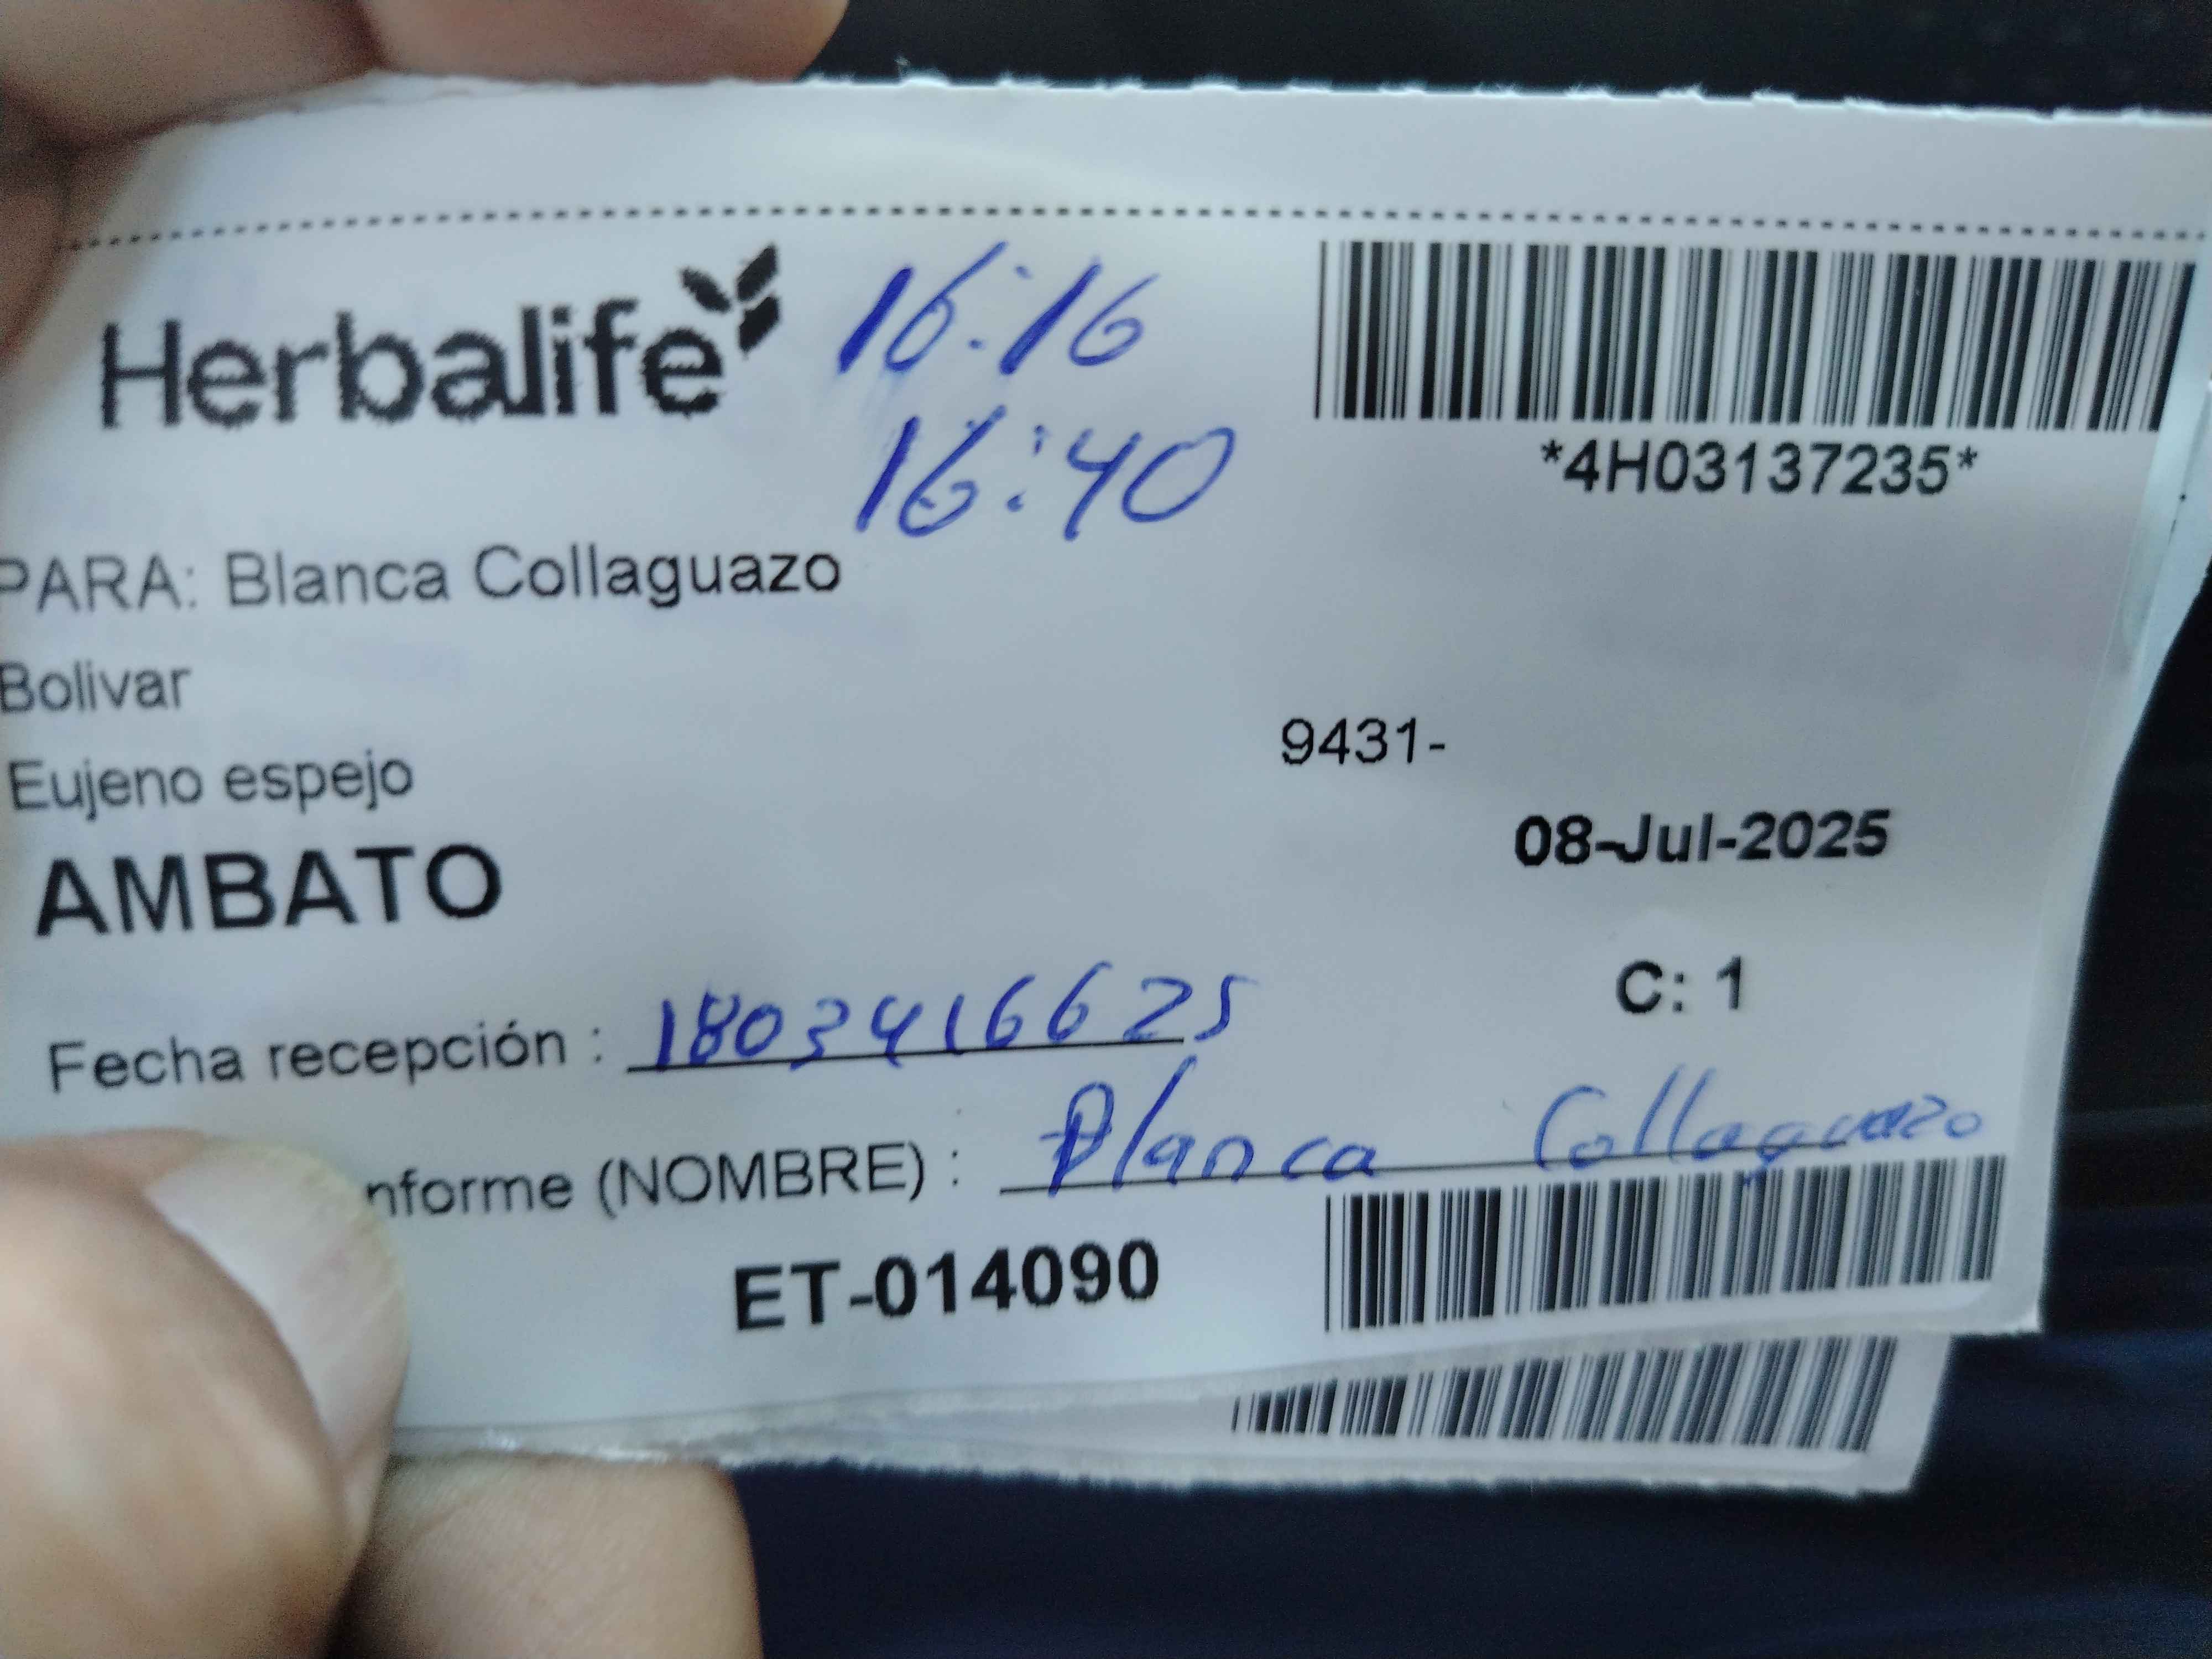 Herbalife
16:16
16:40
*4H03137235*
PARA: Blanca Collaguazo
Bolivar
9431-
Eujeno espejo
08-Jul-2025
AMBATO
C: 1
Fecha recepción : 1803416625
nforme (NOMBRE) : Blanca Collaguazo
ET-014090